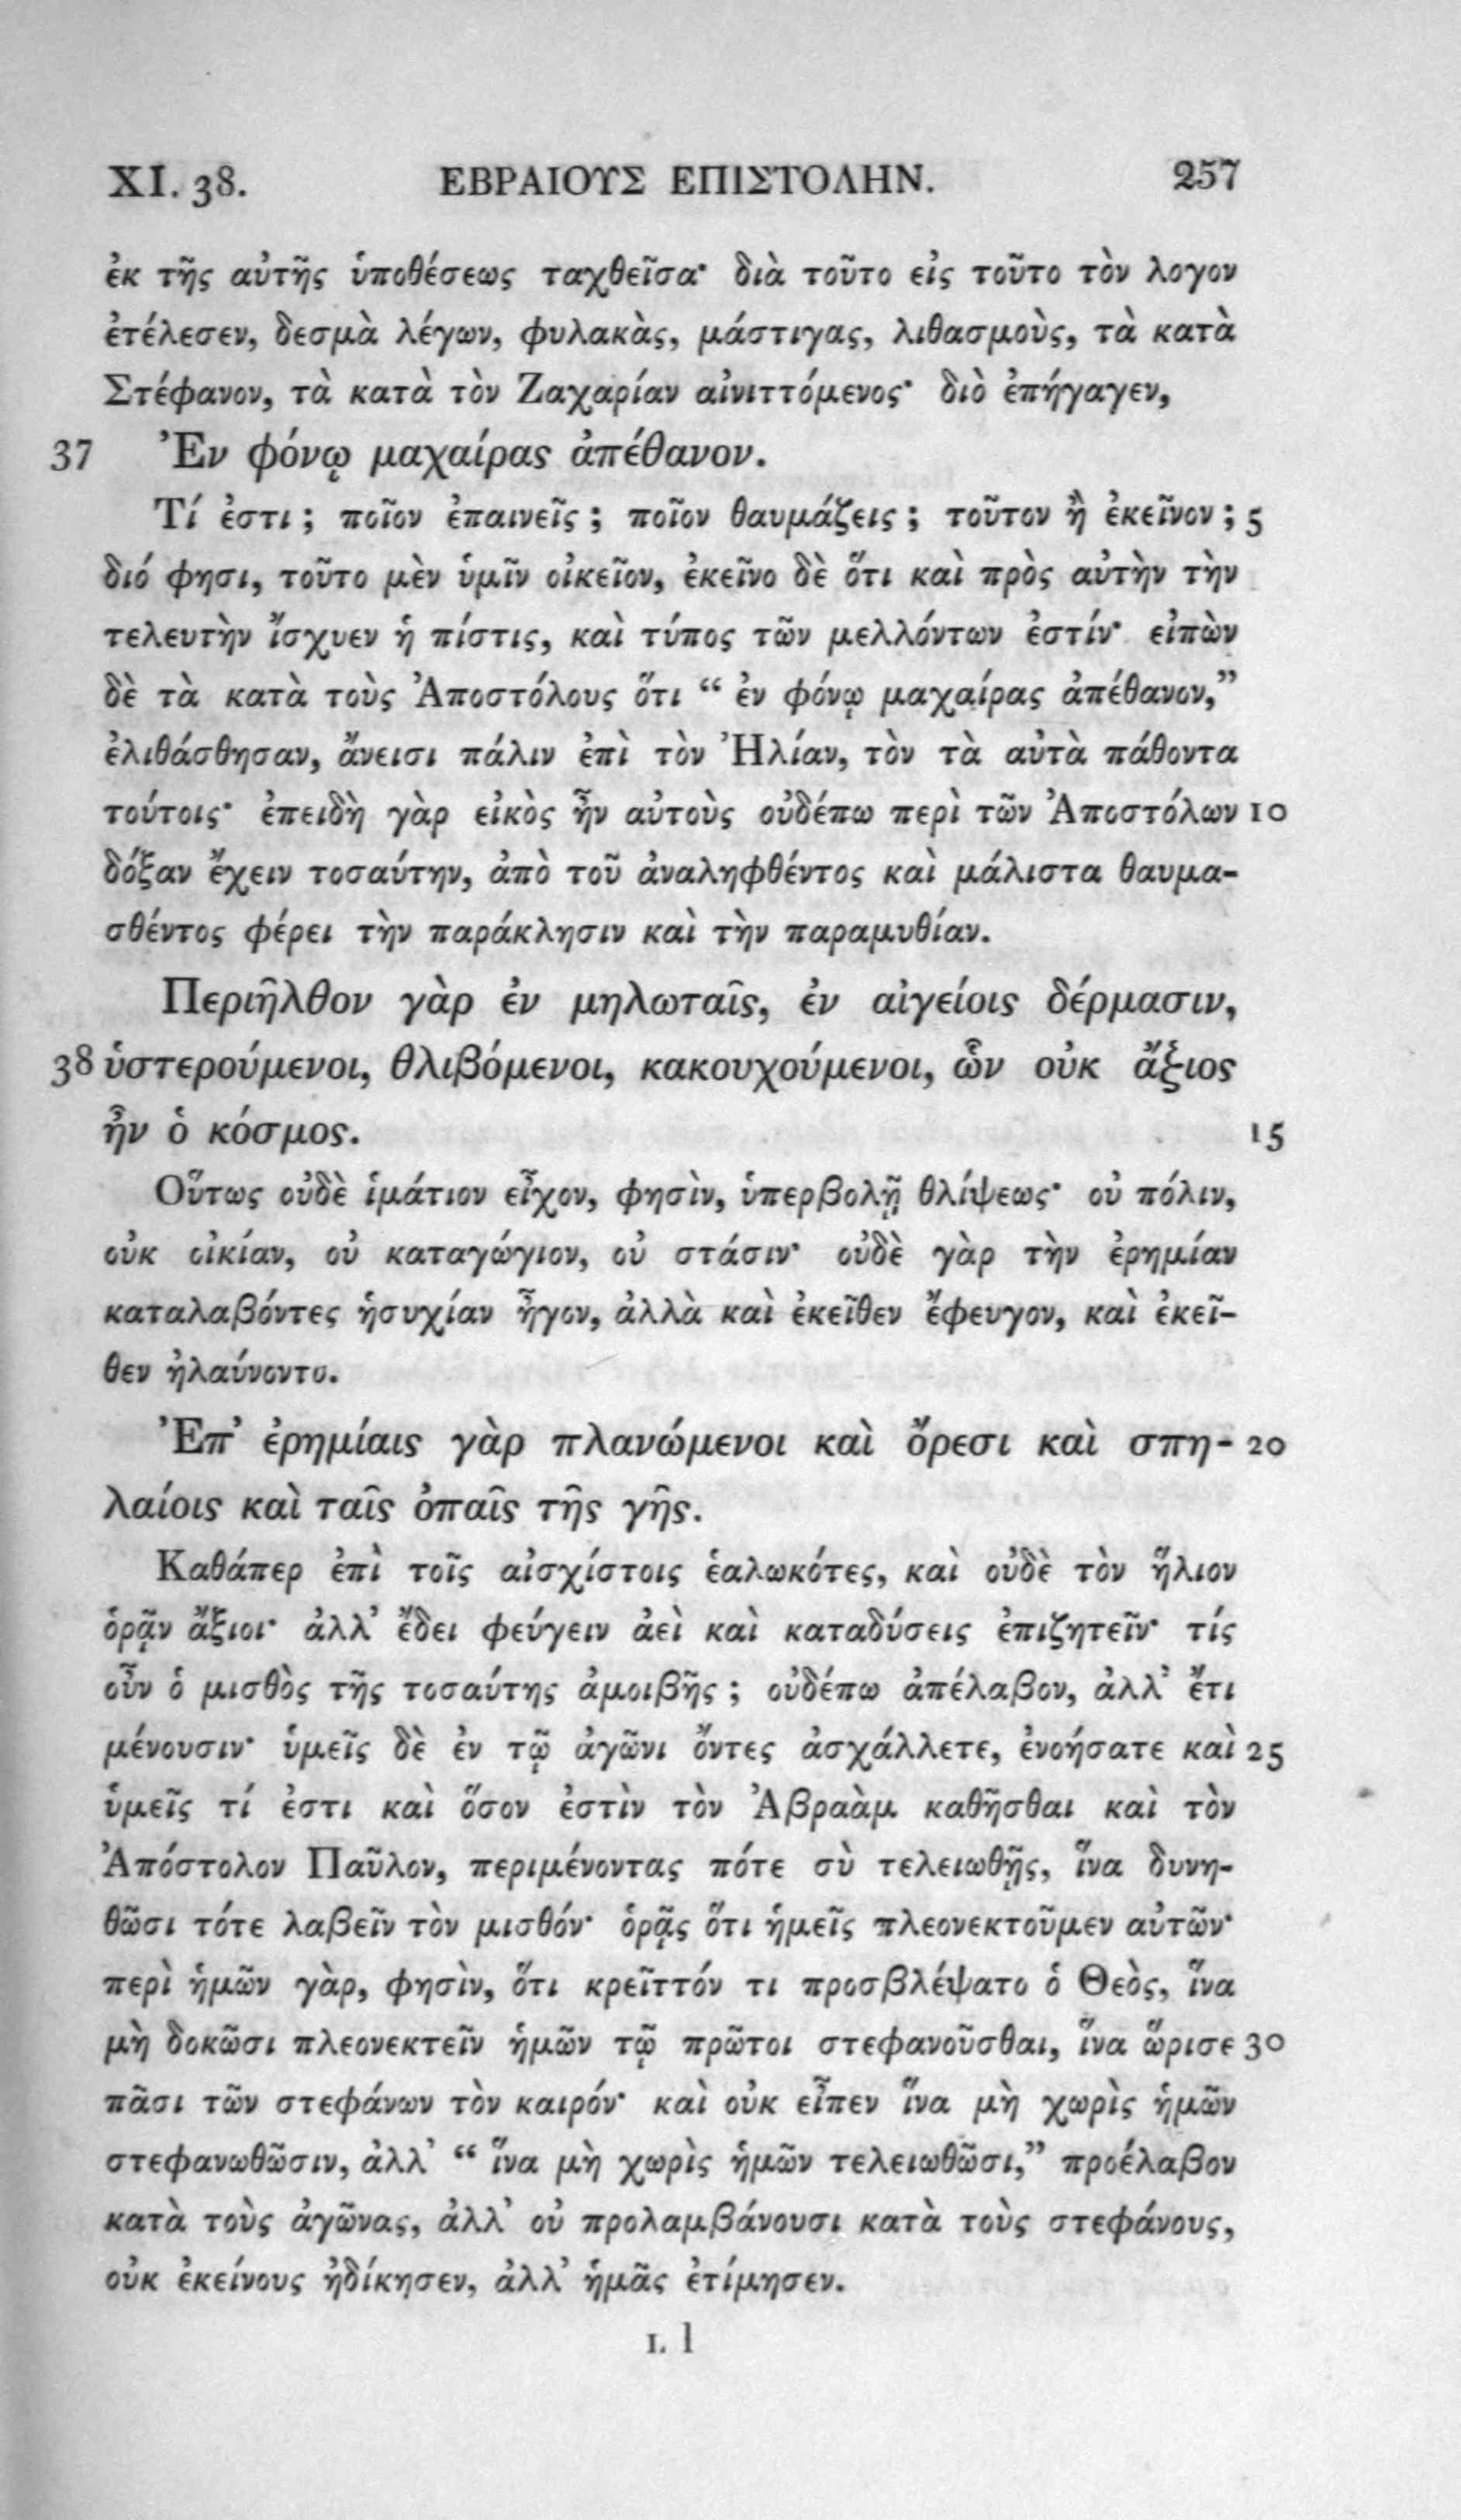 XI. 38. ΕΒΡΑΙΟΥΣ ΕΠΙΣΤΟΛΗΝ. 257
ἐκ τῆς αὐτῆς ὑποθέσεως ταχθεῖσα· διὰ τοῦτο εἰς τοῦτο τὸν λογον
ἐτέλεσεν, δεσμὰ λέγων, φυλακὰς, μάστιγας, λιθασμοὺς, τὰ κατὰ
Στέφανον, τὰ κατὰ τὸν Ζαχαρίαν αἰνιττόμενος· διὸ ἐπήγαγεν,
37 Ἐν φόνῳ μαχαίρας ἀπέθανον.
Τί ἐστι; ποῖον ἐπαινεῖς; ποῖον θαυμάζεις; τοῦτον ἢ ἐκεῖνον; 5
διό φησι, τοῦτο μὲν ὑμῖν οἰκεῖον, ἐκεῖνο δὲ ὅτι καὶ πρὸς αὐτὴν τὴν
τελευτὴν ἴσχυεν ἡ πίστις, καὶ τύπος τῶν μελλόντων ἐστίν· εἰπὼν
δὲ τὰ κατὰ τοὺς Ἀποστόλους ὅτι “ ἐν φόνῳ μαχαίρας ἀπέθανον,”
ἐλιθάσθησαν, ἄνεισι πάλιν ἐπὶ τὸν Ἠλίαν, τὸν τὰ αὐτὰ πάθοντα
τούτοις· ἐπειδὴ γὰρ εἰκὸς ἦν αὐτοὺς οὐδέπω περὶ τῶν Ἀποστόλων 10
δόξαν ἔχειν τοσαύτην, ἀπὸ τοῦ ἀναληφθέντος καὶ μάλιστα θαυμα-
σθέντος φέρει τὴν παράκλησιν καὶ τὴν παραμυθίαν.
Περιῆλθον γὰρ ἐν μηλωταῖς, ἐν αἰγείοις δέρμασιν,
38 ὑστερούμενοι, θλιβόμενοι, κακουχούμενοι, ὧν οὐκ ἄξιος
ἦν ὁ κόσμος. 15
Οὕτως οὐδὲ ἱμάτιον εἶχον, φησὶν, ὑπερβολῇ θλίψεως· οὐ πόλιν,
οὐκ οἰκίαν, οὐ καταγώγιον, οὐ στάσιν· οὐδὲ γὰρ τὴν ἐρημίαν
καταλαβόντες ἡσυχίαν ἦγον, ἀλλὰ καὶ ἐκεῖθεν ἔφευγον, καὶ ἐκεῖ-
θεν ἠλαύνοντο.
Ἐπ’ ἐρημίαις γὰρ πλανώμενοι καὶ ὄρεσι καὶ σπη- 20
λαίοις καὶ ταῖς ὀπαῖς τῆς γῆς.
Καθάπερ ἐπὶ τοῖς αἰσχίστοις ἑαλωκότες, καὶ οὐδὲ τὸν ἥλιον
ὁρᾷν ἄξιοι· ἀλλ’ ἔδει φεύγειν ἀεὶ καὶ καταδύσεις ἐπιζητεῖν· τίς
οὖν ὁ μισθὸς τῆς τοσαύτης ἀμοιβῆς; οὐδέπω ἀπέλαβον, ἀλλ’ ἔτι
μένουσιν· ὑμεῖς δὲ ἐν τῷ ἀγῶνι ὄντες ἀσχάλλετε, ἐνοήσατε καὶ 25
ὑμεῖς τί ἐστι καὶ ὅσον ἐστὶν τὸν Ἀβραὰμ καθῆσθαι καὶ τὸν
Ἀπόστολον Παῦλον, περιμένοντας πότε σὺ τελειωθῇς, ἵνα δυνη-
θῶσι τότε λαβεῖν τὸν μισθόν· ὁρᾷς ὅτι ἡμεῖς πλεονεκτοῦμεν αὐτῶν·
περὶ ἡμῶν γὰρ, φησὶν, ὅτι κρεῖττόν τι προσβλέψατο ὁ Θεὸς, ἵνα
μὴ δοκῶσι πλεονεκτεῖν ἡμῶν τῷ πρῶτοι στεφανοῦσθαι, ἵνα ὥρισε 30
πᾶσι τῶν στεφάνων τὸν καιρόν· καὶ οὐκ εἶπεν ἵνα μὴ χωρὶς ἡμῶν
στεφανωθῶσιν, ἀλλ’ “ ἵνα μὴ χωρὶς ἡμῶν τελειωθῶσι,” προέλαβον
κατὰ τοὺς ἀγῶνας, ἀλλ’ οὐ προλαμβάνουσι κατὰ τοὺς στεφάνους,
οὐκ ἐκείνους ἠδίκησεν, ἀλλ’ ἡμᾶς ἐτίμησεν.
L l